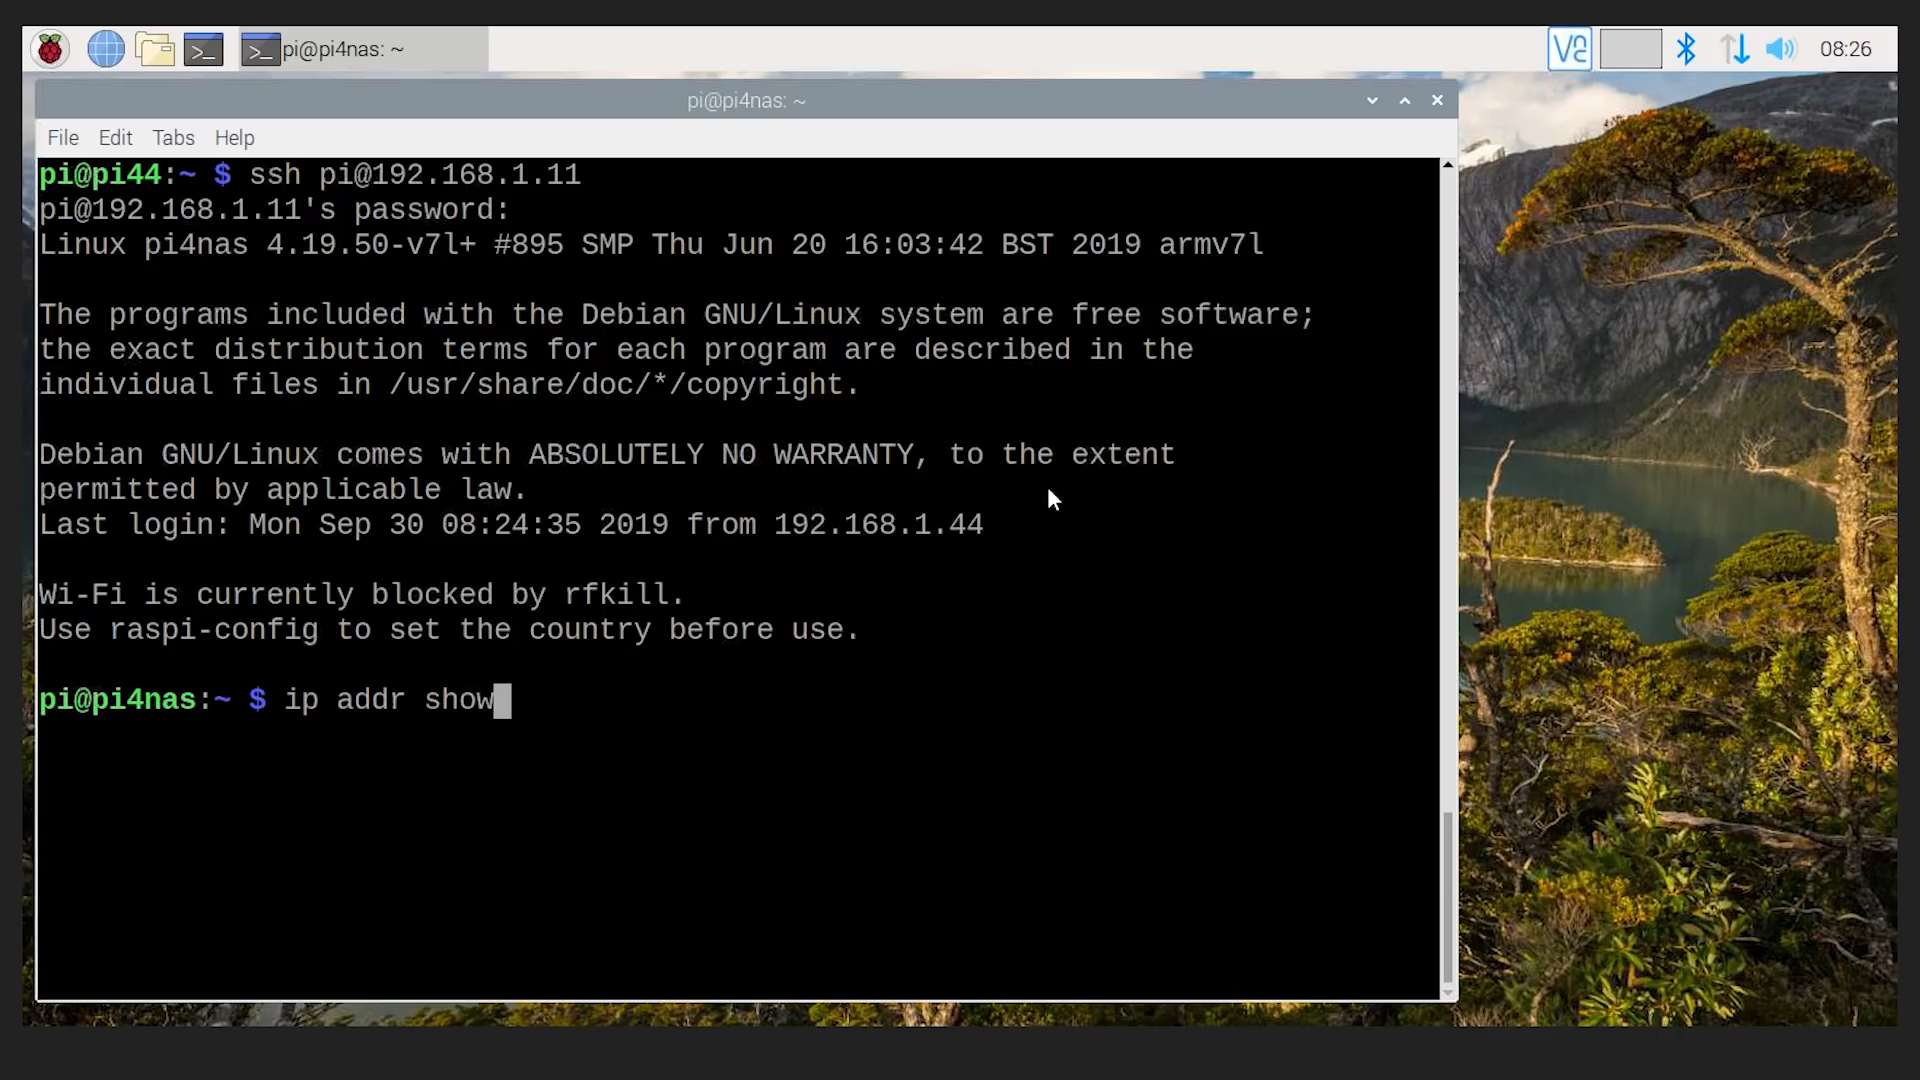 pi@pi4nas: ~
08:26
pi@pi4nas: ~
File Edit Tabs Help
pi@pi44:~ $ ssh pi@192.168.1.11
pi@192.168.1.11's password:
Linux pi4nas 4.19.50-v7l+ #895 SMP Thu Jun 20 16:03:42 BST 2019 armv7l
The programs included with the Debian GNU/Linux system are free software;
the exact distribution terms for each program are described in the
individual files in /usr/share/doc/*/copyright.
Debian GNU/Linux comes with ABSOLUTELY NO WARRANTY, to the extent
permitted by applicable law.
Last login: Mon Sep 30 08:24:35 2019 from 192.168.1.44
Wi-Fi is currently blocked by rfkill.
Use raspi-config to set the country before use.
pi@pi4nas:~ $ ip addr show